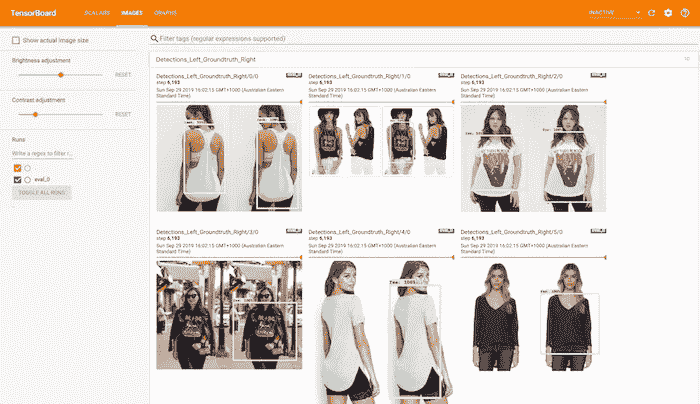 TensorBoard
SCALARS
IMAGES
GRAPHS
INACTIVE
Show actual image size
Brightness adjustment
RESET
Contrast adjustment
RESET
Runs
Write a regex to filter r...
eval_0
TOGGLE ALL RUNS
Filter tags (regular expressions supported)
Detections_Left_Groundtruth_Right
Detections_Left_Groundtruth_Right/0/0
step 6,193
Sun Sep 29 2019 16:02:15 GMT+1000 (Australian Eastern
Standard Time)
Detections_Left_Groundtruth_Right/1/0
step 6,193
Sun Sep 29 2019 16:02:15 GMT+1000 (Australian Eastern
Standard Time)
Detections_Left_Groundtruth_Right/2/0
step 6,193
Sun Sep 29 2019 16:02:15 GMT+1000 (Australian Eastern
Standard Time)
Detections_Left_Groundtruth_Right/3/0
step 6,193
Sun Sep 29 2019 16:02:15 GMT+1000 (Australian Eastern
Standard Time)
Detections_Left_Groundtruth_Right/4/0
step 6,193
Sun Sep 29 2019 16:02:15 GMT+1000 (Australian Eastern
Standard Time)
Detections_Left_Groundtruth_Right/5/0
step 6,193
Sun Sep 29 2019 16:02:15 GMT+1000 (Australian Eastern
Standard Time)